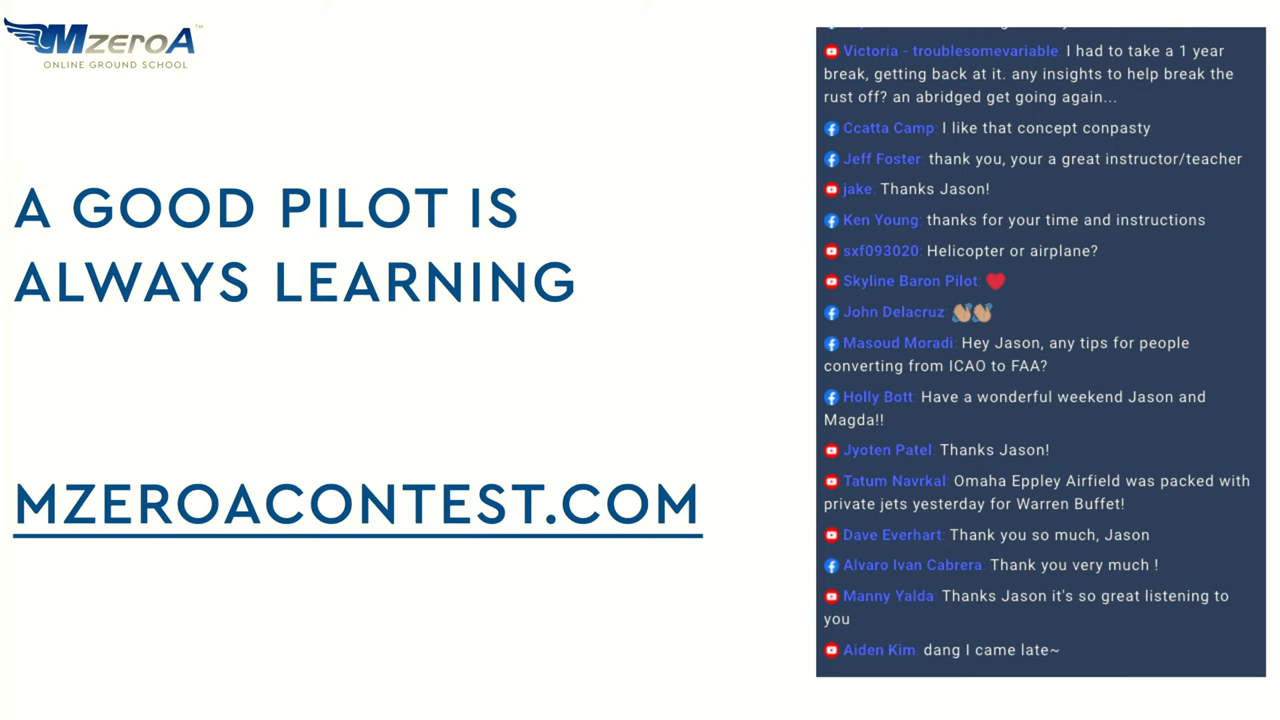 MzeroA™
ONLINE GROUND SCHOOL
A GOOD PILOT IS
ALWAYS LEARNING
MZEROACONTEST.COM
Victoria - troublesomevariable: I had to take a 1 year
break, getting back at it. any insights to help break the
rust off? an abridged get going again...
Ccatta Camp: I like that concept conpasty
Jeff Foster: thank you, your a great instructor/teacher
jake: Thanks Jason!
Ken Young: thanks for your time and instructions
sxf093020: Helicopter or airplane?
Skyline Baron Pilot: ❤️
John Delacruz: 👋🏽👋🏽
Masoud Moradi: Hey Jason, any tips for people
converting from ICAO to FAA?
Holly Bott: Have a wonderful weekend Jason and
Magda!!
Jyoten Patel: Thanks Jason!
Tatum Navrkal: Omaha Eppley Airfield was packed with
private jets yesterday for Warren Buffet!
Dave Everhart: Thank you so much, Jason
Alvaro Ivan Cabrera: Thank you very much !
Manny Yalda: Thanks Jason it's so great listening to
you
Aiden Kim: dang I came late~